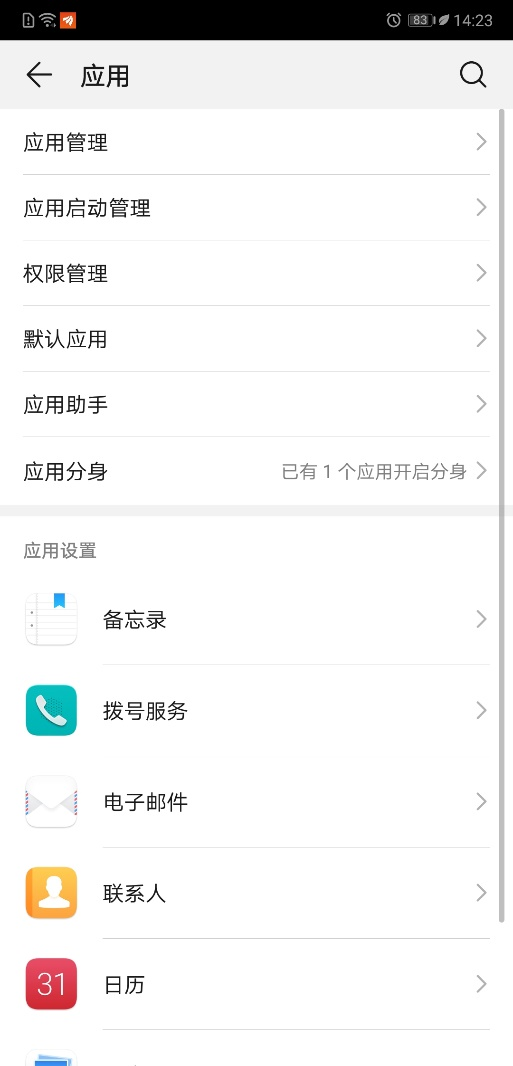 83 14:23
应用
应用管理
应用启动管理
权限管理
默认应用
应用助手
应用分身 已有 1 个应用开启分身
应用设置
备忘录
拨号服务
电子邮件
联系人
31 日历